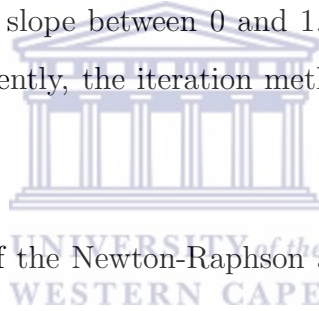 slope between 0 and 1.
ently, the iteration met
f the Newton-Raphson
UNIVERSITY of the
WESTERN CAPE